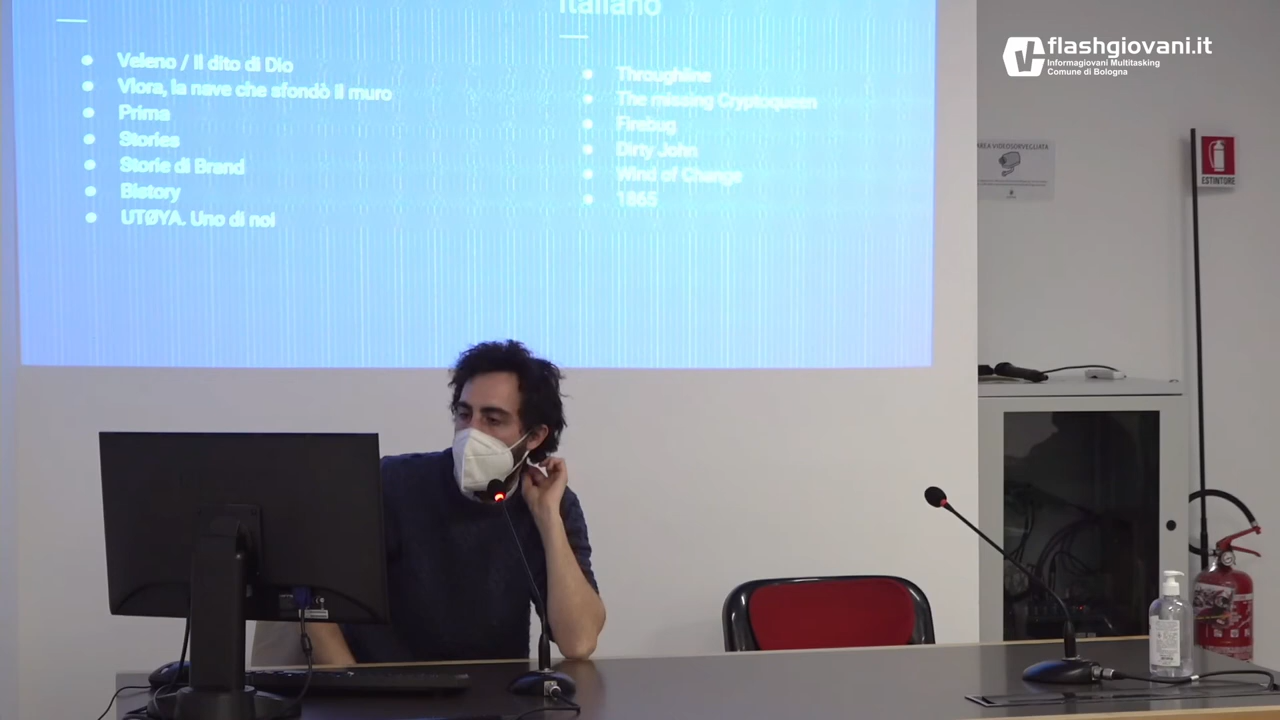 Italiano
Veleno / Il dito di Dio
Vlora, la nave che sfondò il muro
Prima
Stories
Storie di Brand
Bistory
UTØYA. Uno di noi
Throughline
The missing Cryptoqueen
Firebug
Dirty John
Wind of Change
1865
flashgiovani.it
Informagiovani Multitasking
Comune di Bologna
AREA VIDEOSORVEGLIATA
ESTINTORE